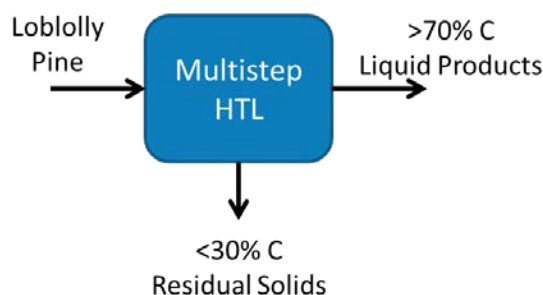 Loblolly
Pine
Multistep
HTL
>70% C
Liquid Products
<30% C
Residual Solids